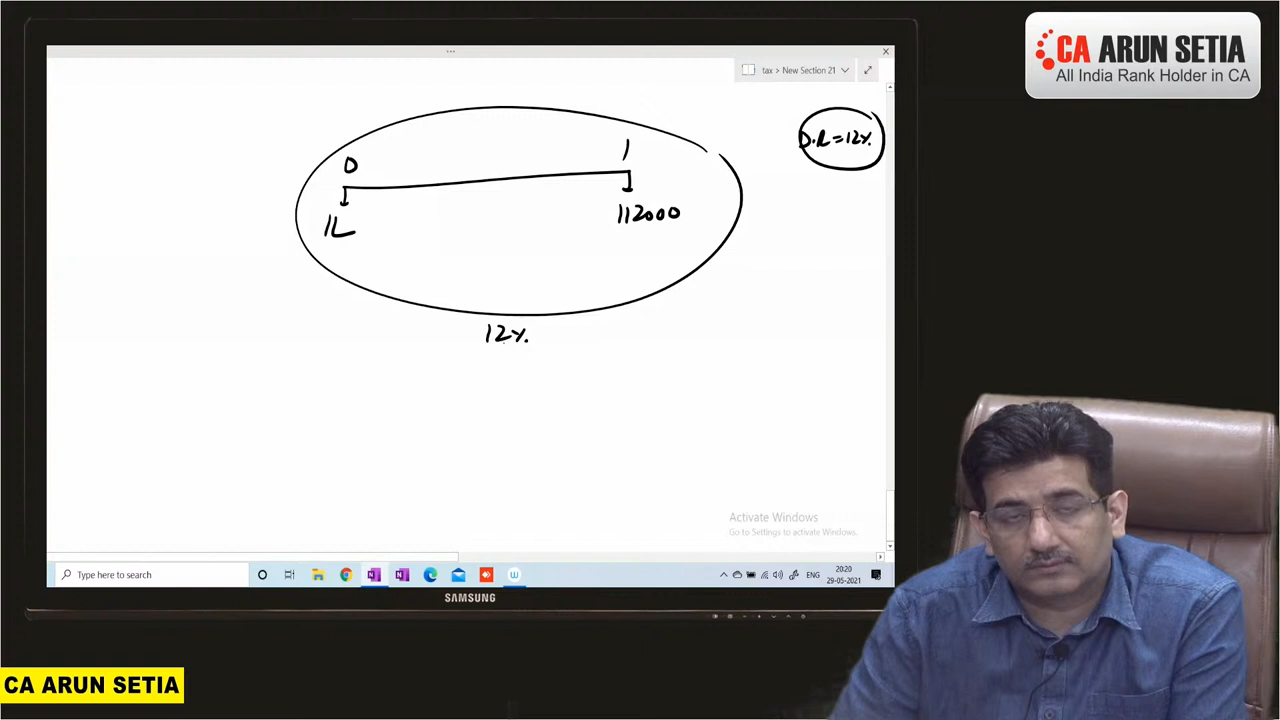 CA ARUN SETIA
All India Rank Holder in CA
tax > New Section 21
D.R = 12%.
0
1
1L
112000
12%.
Activate Windows
Go to Settings to activate Windows.
Type here to search
ENG
20:20
29-05-2021
SAMSUNG
CA ARUN SETIA